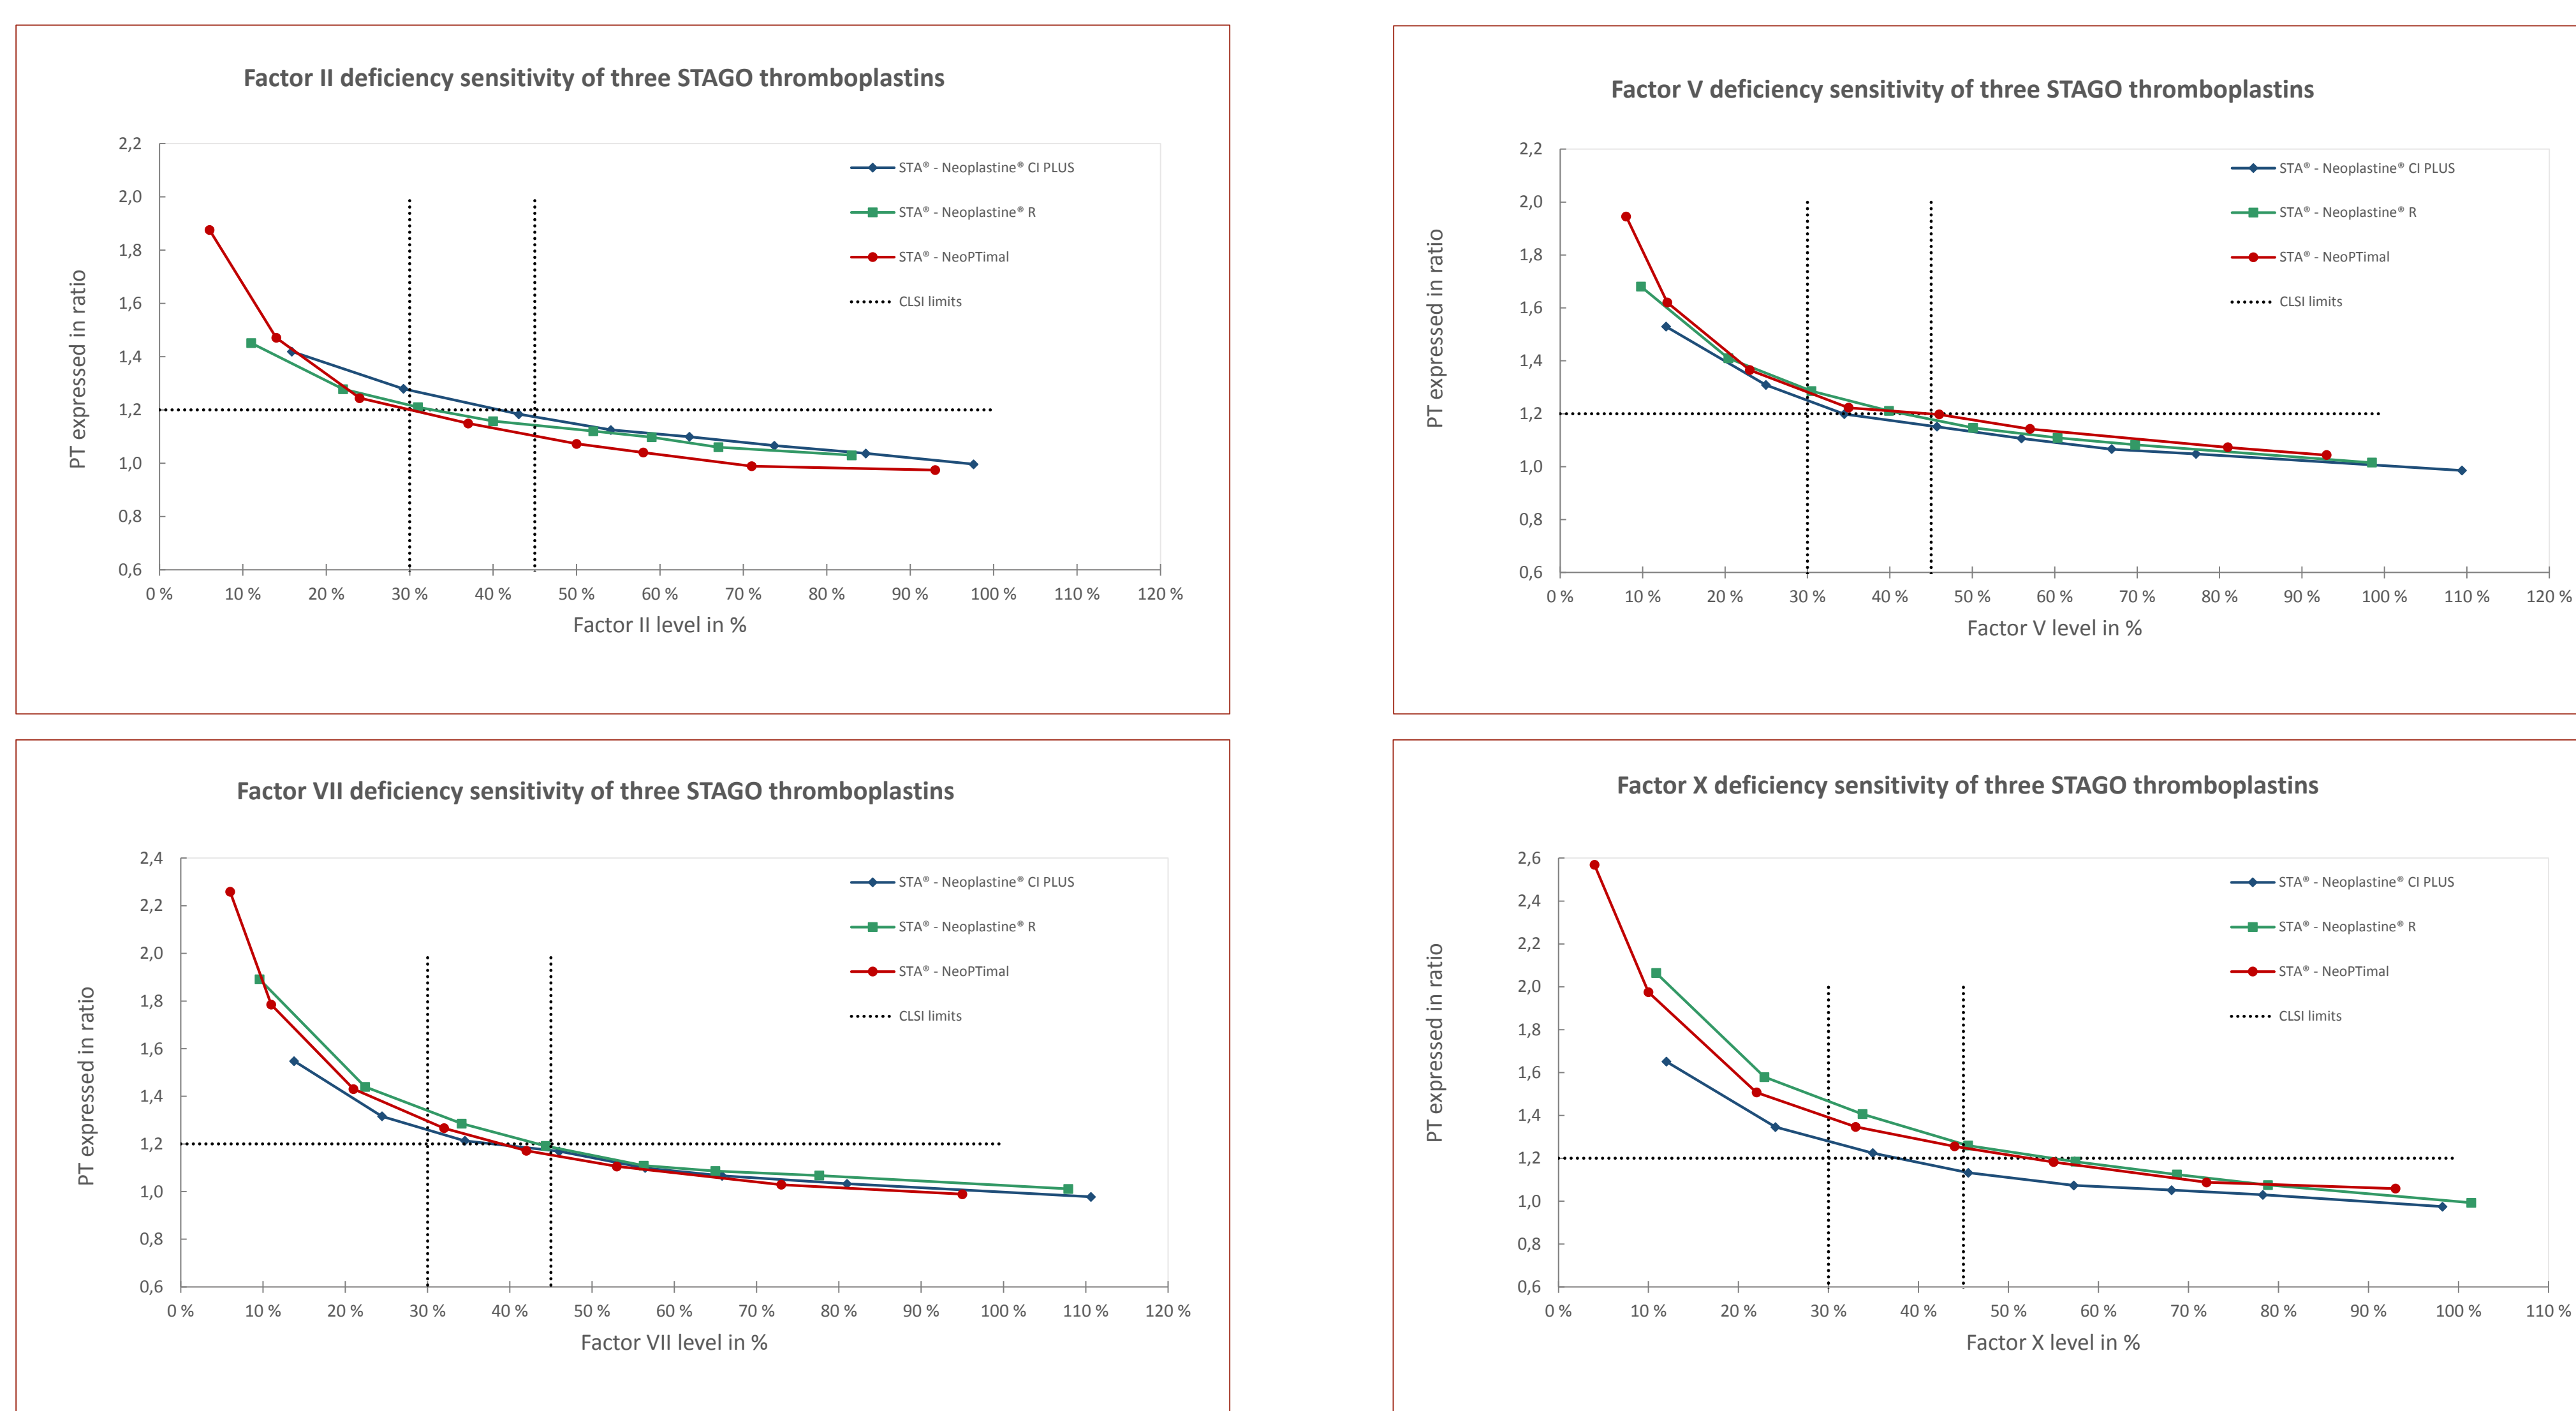 Factor II deficiency sensitivity of three STAGO thromboplastins
2,2
2,0
1,8
1,6
1,4
1,2
1,0
0,8
0,6
PT expressed in ratio
STA® - Neoplastine® CI PLUS
STA® - Neoplastine® R
STA® - NeoPTimal
CLSI limits
0 % 10 % 20 % 30 % 40 % 50 % 60 % 70 % 80 % 90 % 100 % 110 % 120 %
Factor II level in %
Factor V deficiency sensitivity of three STAGO thromboplastins
2,2
2,0
1,8
1,6
1,4
1,2
1,0
0,8
0,6
PT expressed in ratio
STA® - Neoplastine® CI PLUS
STA® - Neoplastine® R
STA® - NeoPTimal
CLSI limits
0 % 10 % 20 % 30 % 40 % 50 % 60 % 70 % 80 % 90 % 100 % 110 % 120 %
Factor V level in %
Factor VII deficiency sensitivity of three STAGO thromboplastins
2,4
2,2
2,0
1,8
1,6
1,4
1,2
1,0
0,8
0,6
PT expressed in ratio
STA® - Neoplastine® CI PLUS
STA® - Neoplastine® R
STA® - NeoPTimal
CLSI limits
0 % 10 % 20 % 30 % 40 % 50 % 60 % 70 % 80 % 90 % 100 % 110 % 120 %
Factor VII level in %
Factor X deficiency sensitivity of three STAGO thromboplastins
2,6
2,4
2,2
2,0
1,8
1,6
1,4
1,2
1,0
0,8
0,6
PT expressed in ratio
STA® - Neoplastine® CI PLUS
STA® - Neoplastine® R
STA® - NeoPTimal
CLSI limits
0 % 10 % 20 % 30 % 40 % 50 % 60 % 70 % 80 % 90 % 100 % 110 %
Factor X level in %